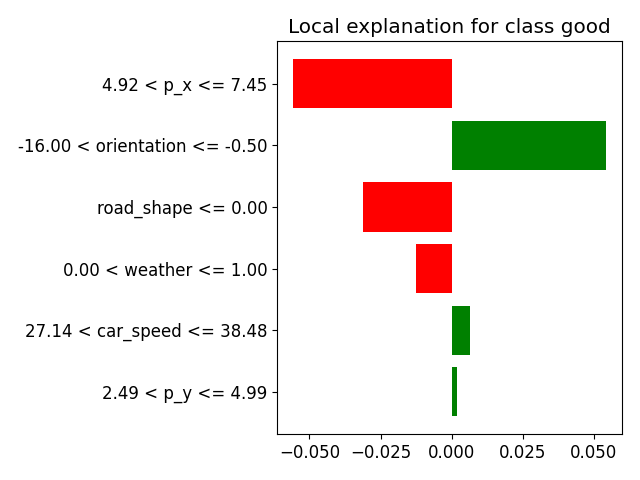 Local explanation for class good
4.92 < p_x <= 7.45
-16.00 < orientation <= -0.50
road_shape <= 0.00
0.00 < weather <= 1.00
27.14 < car_speed <= 38.48
2.49 < p_y <= 4.99
−0.050 −0.025 0.000 0.025 0.050